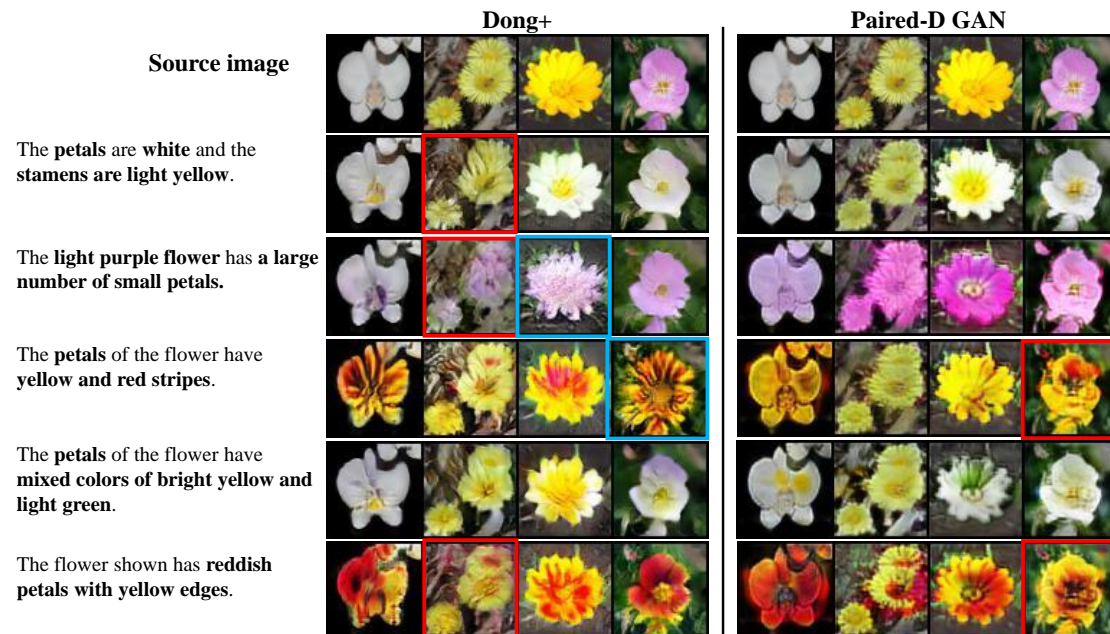 Dong+
Paired-D GAN
Source image
The petals are white and the
stamens are light yellow.
The light purple flower has a large
number of small petals.
The petals of the flower have
yellow and red stripes.
The petals of the flower have
mixed colors of bright yellow and
light green.
The flower shown has reddish
petals with yellow edges.